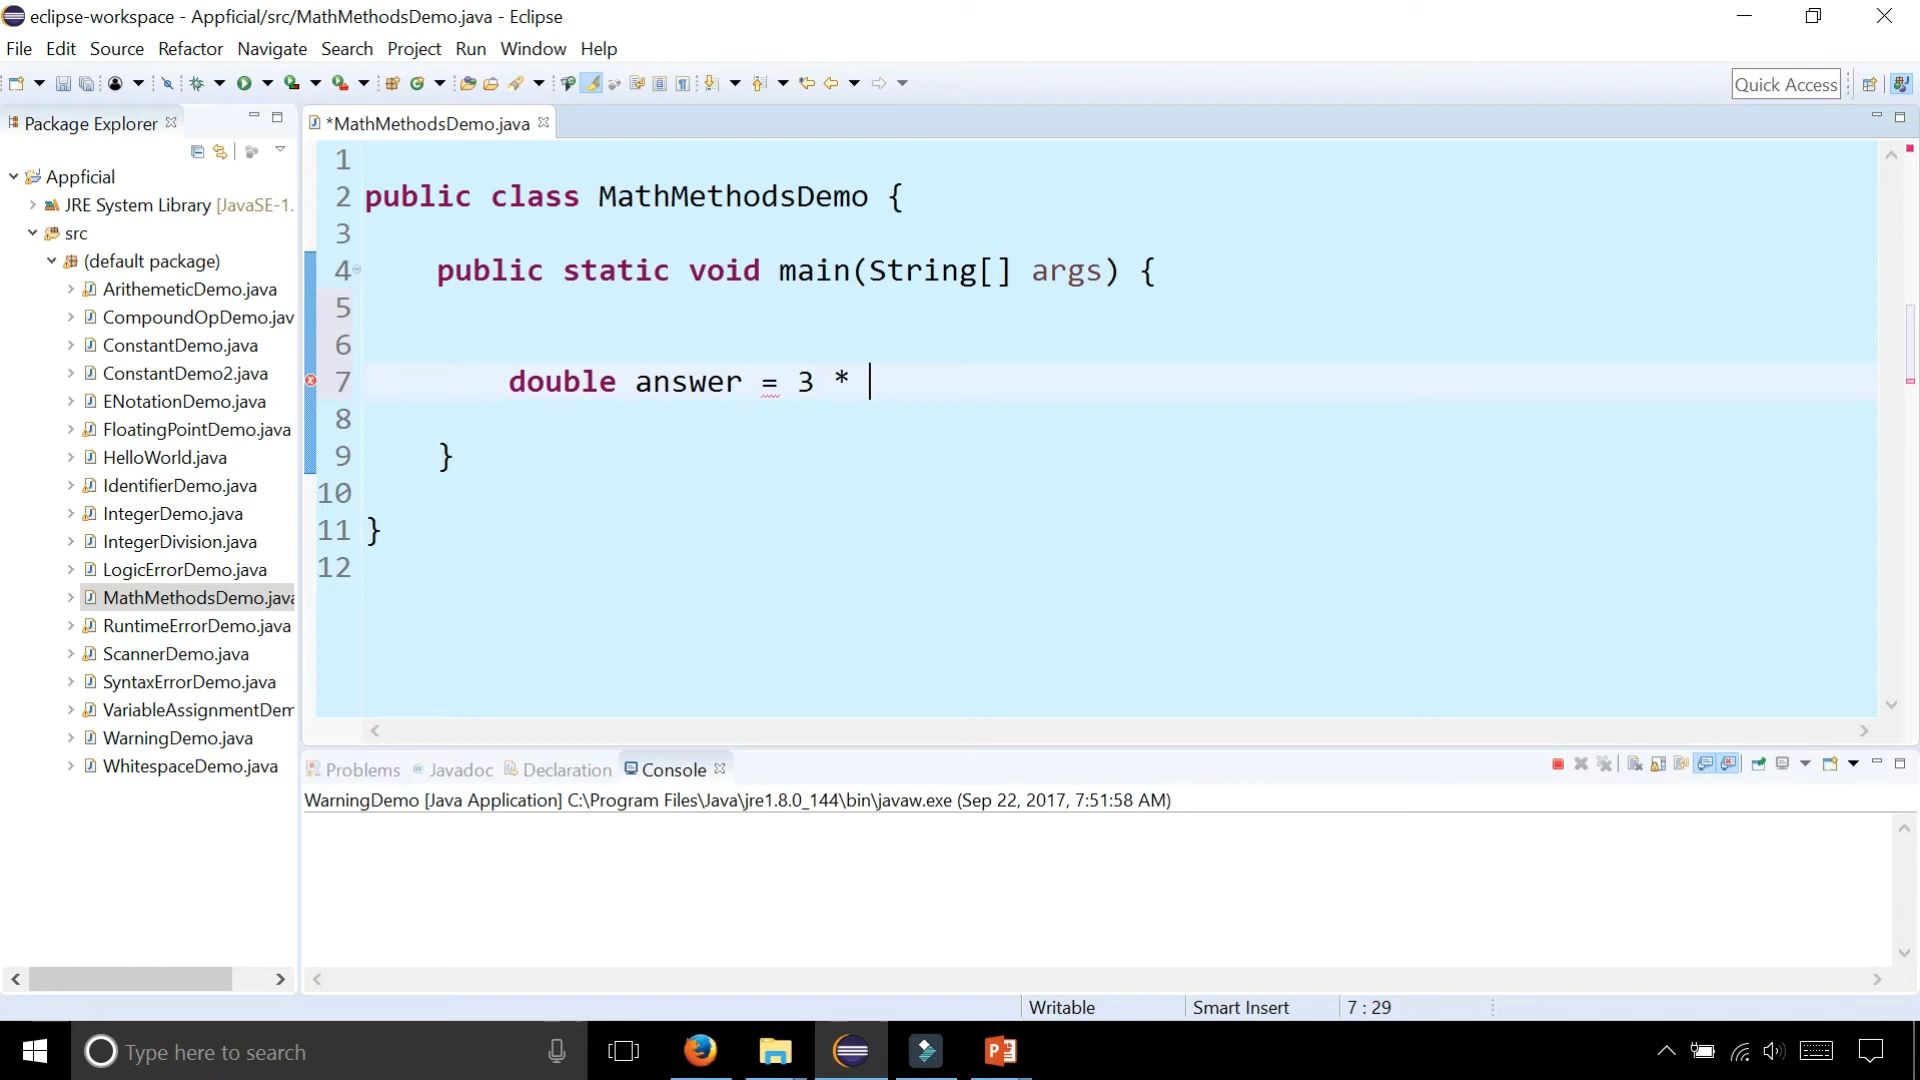 eclipse-workspace - Appficial/src/MathMethodsDemo.java - Eclipse
File Edit Source Refactor Navigate Search Project Run Window Help
Quick Access
Package Explorer
*MathMethodsDemo.java
Appficial
JRE System Library [JavaSE-1.
src
(default package)
ArithemeticDemo.java
CompoundOpDemo.jav
ConstantDemo.java
ConstantDemo2.java
ENotationDemo.java
FloatingPointDemo.java
HelloWorld.java
IdentifierDemo.java
IntegerDemo.java
IntegerDivision.java
LogicErrorDemo.java
MathMethodsDemo.java
RuntimeErrorDemo.java
ScannerDemo.java
SyntaxErrorDemo.java
VariableAssignmentDem
WarningDemo.java
WhitespaceDemo.java
1
2 public class MathMethodsDemo {
3
4 public static void main(String[] args) {
5
6
7 double answer = 3 *
8
9 }
10
11 }
12
Problems Javadoc Declaration Console
WarningDemo [Java Application] C:\Program Files\Java\jre1.8.0_144\bin\javaw.exe (Sep 22, 2017, 7:51:58 AM)
Writable Smart Insert 7 : 29
Type here to search